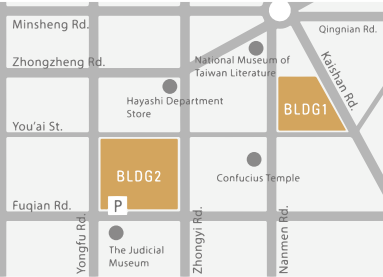 Minsheng Rd.
Qingnian Rd.
Zhongzheng Rd.
National Museum of
Taiwan Literature
Kaishan Rd.
Hayashi Department
Store
BLDG1
You'ai St.
BLDG2
Confucius Temple
P
Fuqian Rd.
Yongfu Rd.
Zhongyi Rd.
Nanmen Rd.
The Judicial
Museum